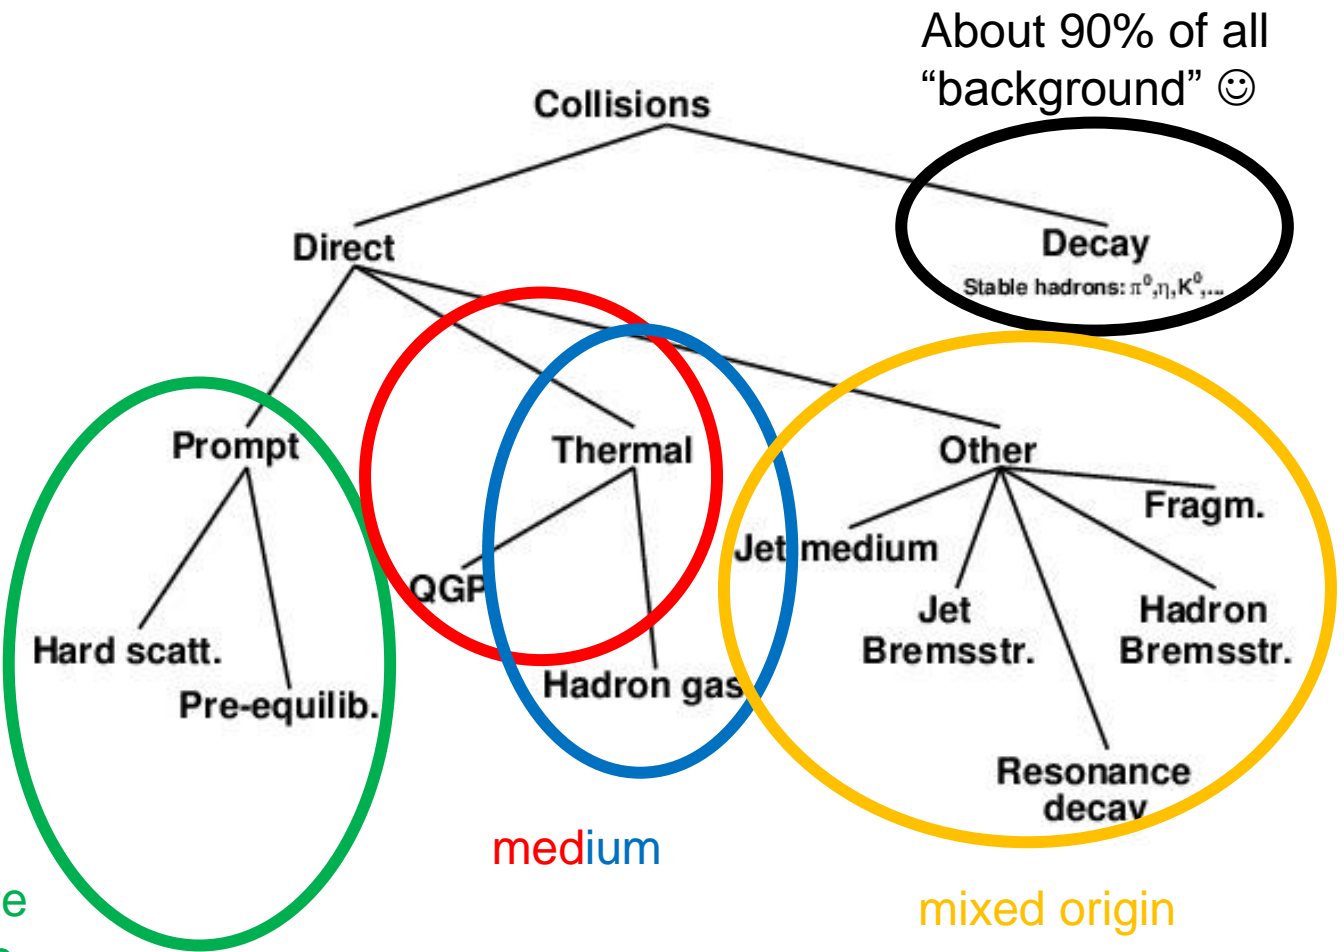 About 90% of all
“background” ☺
Collisions
Direct
Decay
Stable hadrons: π⁰,η,K⁰,...
Prompt
Thermal
Other
Fragm.
Jet medium
QGP
Jet
Bremsstr.
Hadron
Bremsstr.
Hard scatt.
Pre-equilib.
Hadron gas
Resonance
decay
medium
mixed origin